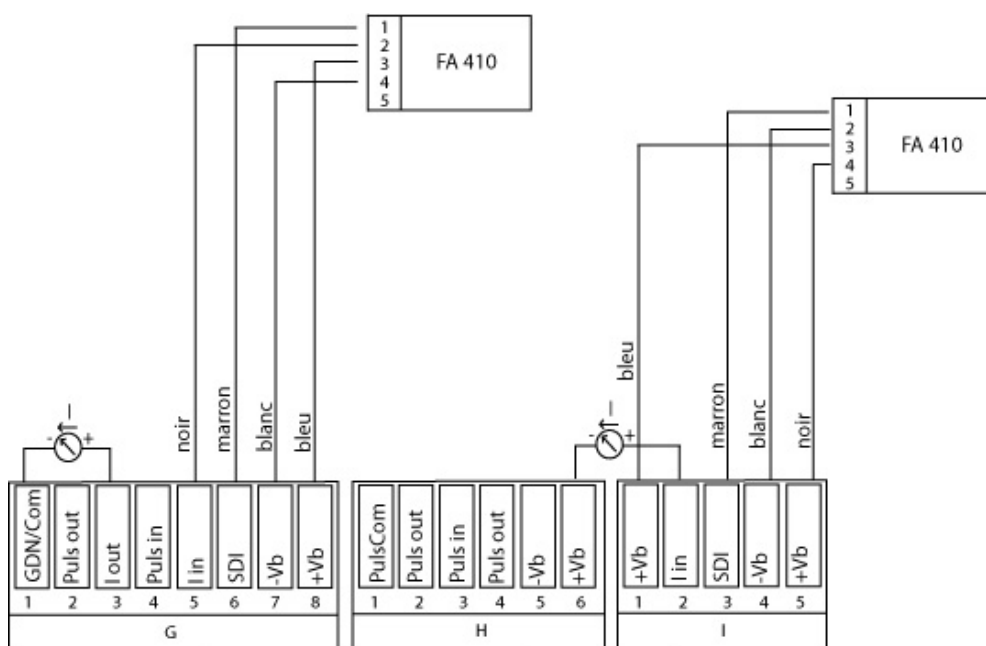 1
2
3
4
5
FA 410
1
2
3
4
5
FA 410
noir
marron
blanc
bleu
bleu
marron
blanc
noir
- +
- +
GDN/Com
Puls out
I out
Puls in
I in
SDI
-Vb
+Vb
1 2 3 4 5 6 7 8
G
PulsCom
Puls out
Puls in
Puls out
-Vb
+Vb
1 2 3 4 5 6
H
+Vb
I in
SDI
-Vb
+Vb
1 2 3 4 5
I